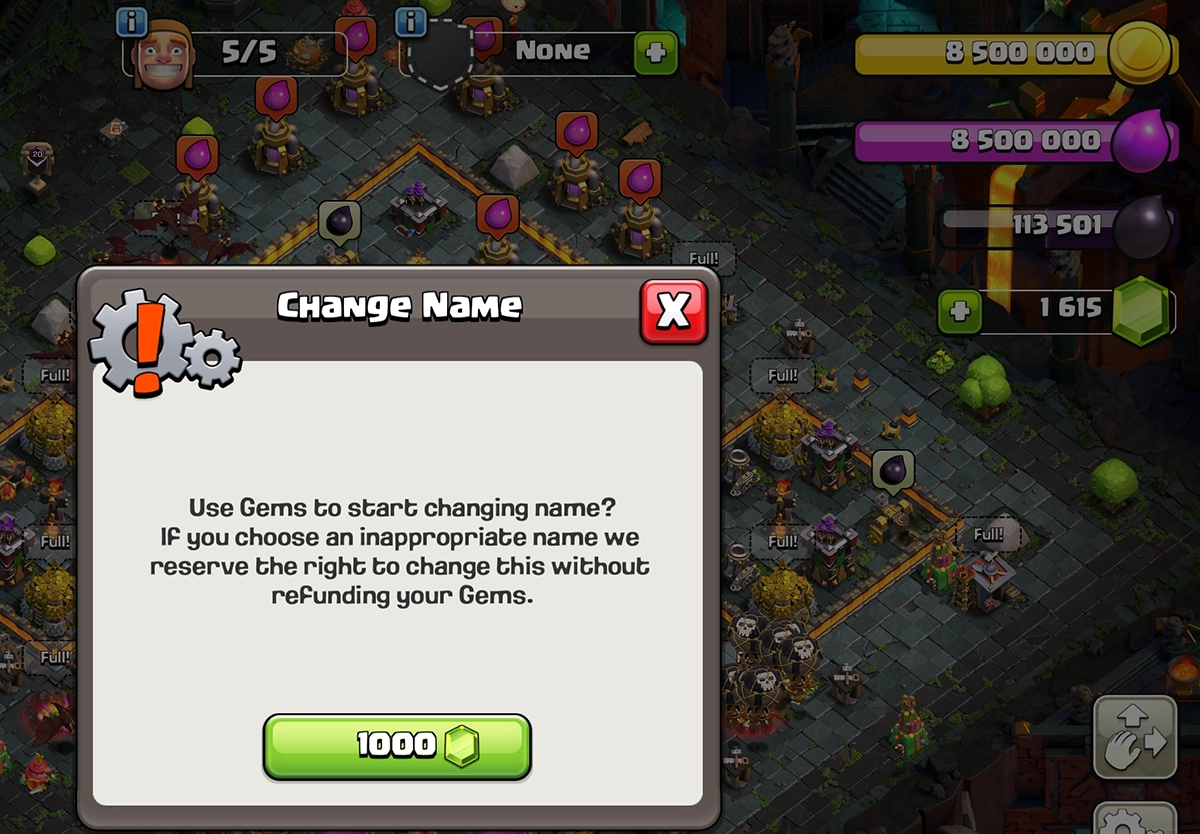 5/5
None
8 500 000
8 500 000
20
113 501
Full!
1 615
Change Name
Full!
Full!
Use Gems to start changing name?
If you choose an inappropriate name we
reserve the right to change this without
refunding your Gems.
Full!
Full!
Full!
Full!
1000